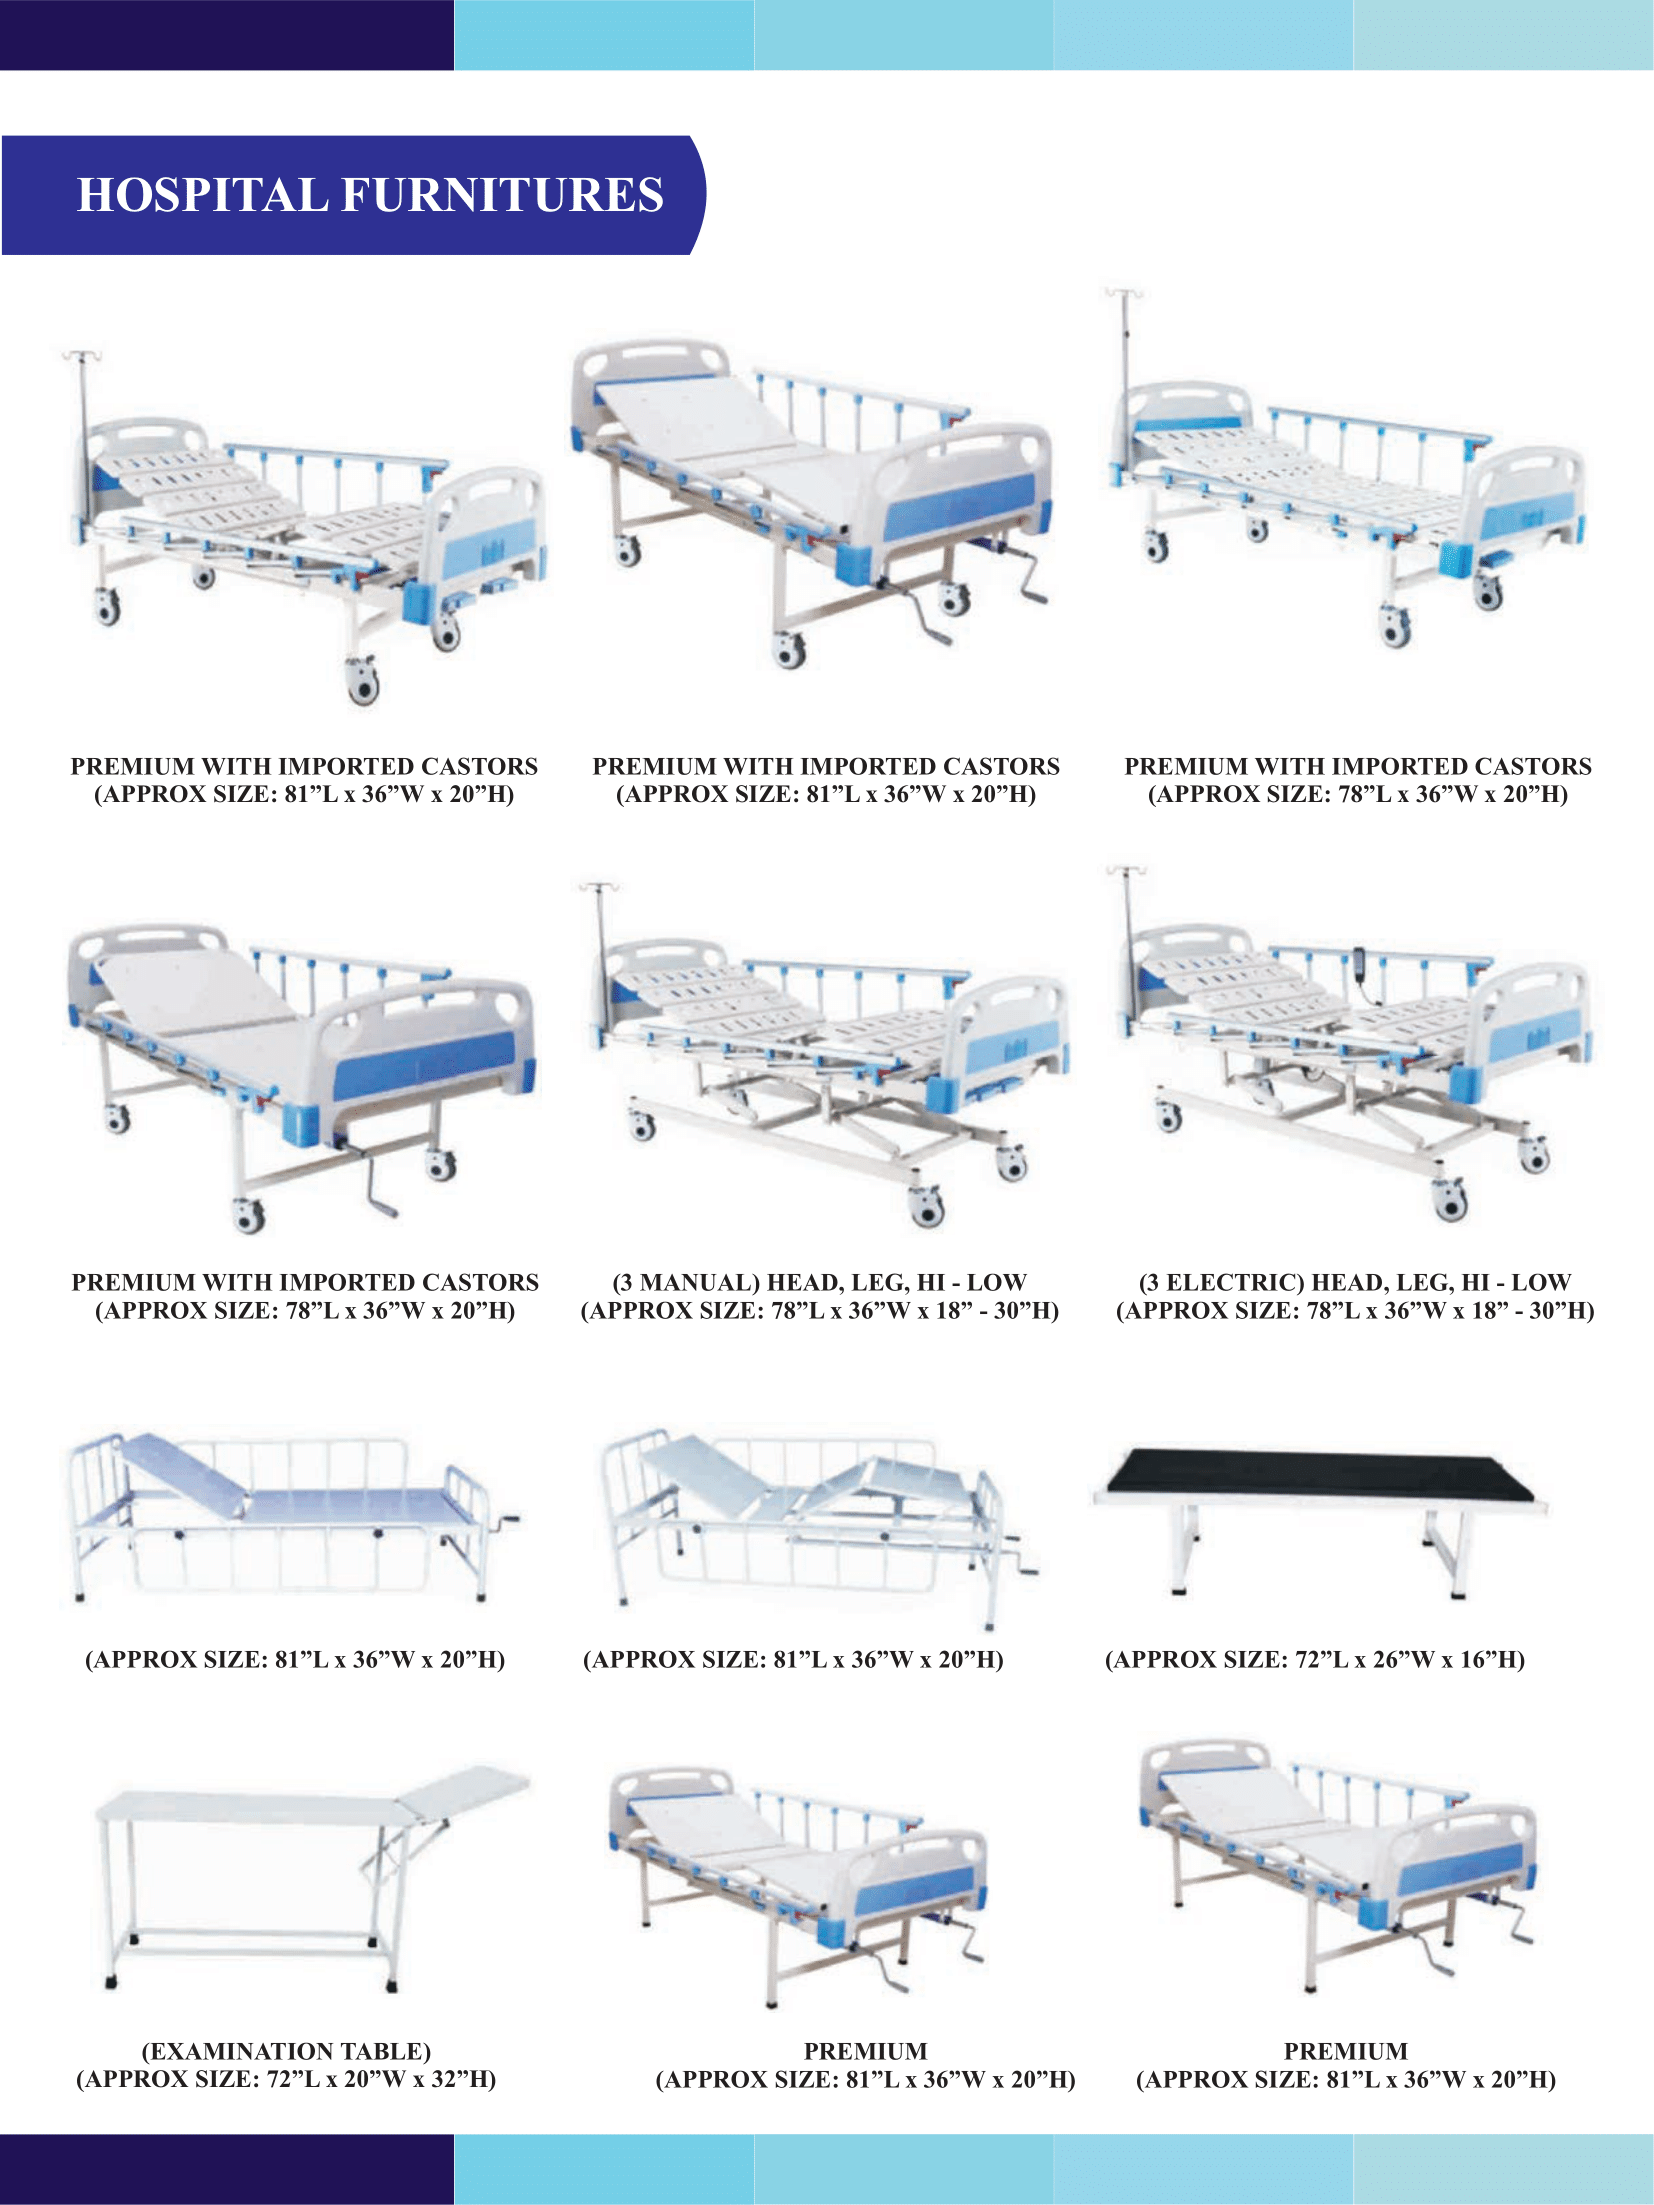 HOSPITAL FURNITURES
PREMIUM WITH IMPORTED CASTORS
(APPROX SIZE: 81”L x 36”W x 20”H)
PREMIUM WITH IMPORTED CASTORS
(APPROX SIZE: 81”L x 36”W x 20”H)
PREMIUM WITH IMPORTED CASTORS
(APPROX SIZE: 78”L x 36”W x 20”H)
PREMIUM WITH IMPORTED CASTORS
(APPROX SIZE: 78”L x 36”W x 20”H)
(3 MANUAL) HEAD, LEG, HI - LOW
(APPROX SIZE: 78”L x 36”W x 18” - 30”H)
(3 ELECTRIC) HEAD, LEG, HI - LOW
(APPROX SIZE: 78”L x 36”W x 18” - 30”H)
(APPROX SIZE: 81”L x 36”W x 20”H)
(APPROX SIZE: 81”L x 36”W x 20”H)
(APPROX SIZE: 72”L x 26”W x 16”H)
(EXAMINATION TABLE)
(APPROX SIZE: 72”L x 20”W x 32”H)
PREMIUM
(APPROX SIZE: 81”L x 36”W x 20”H)
PREMIUM
(APPROX SIZE: 81”L x 36”W x 20”H)